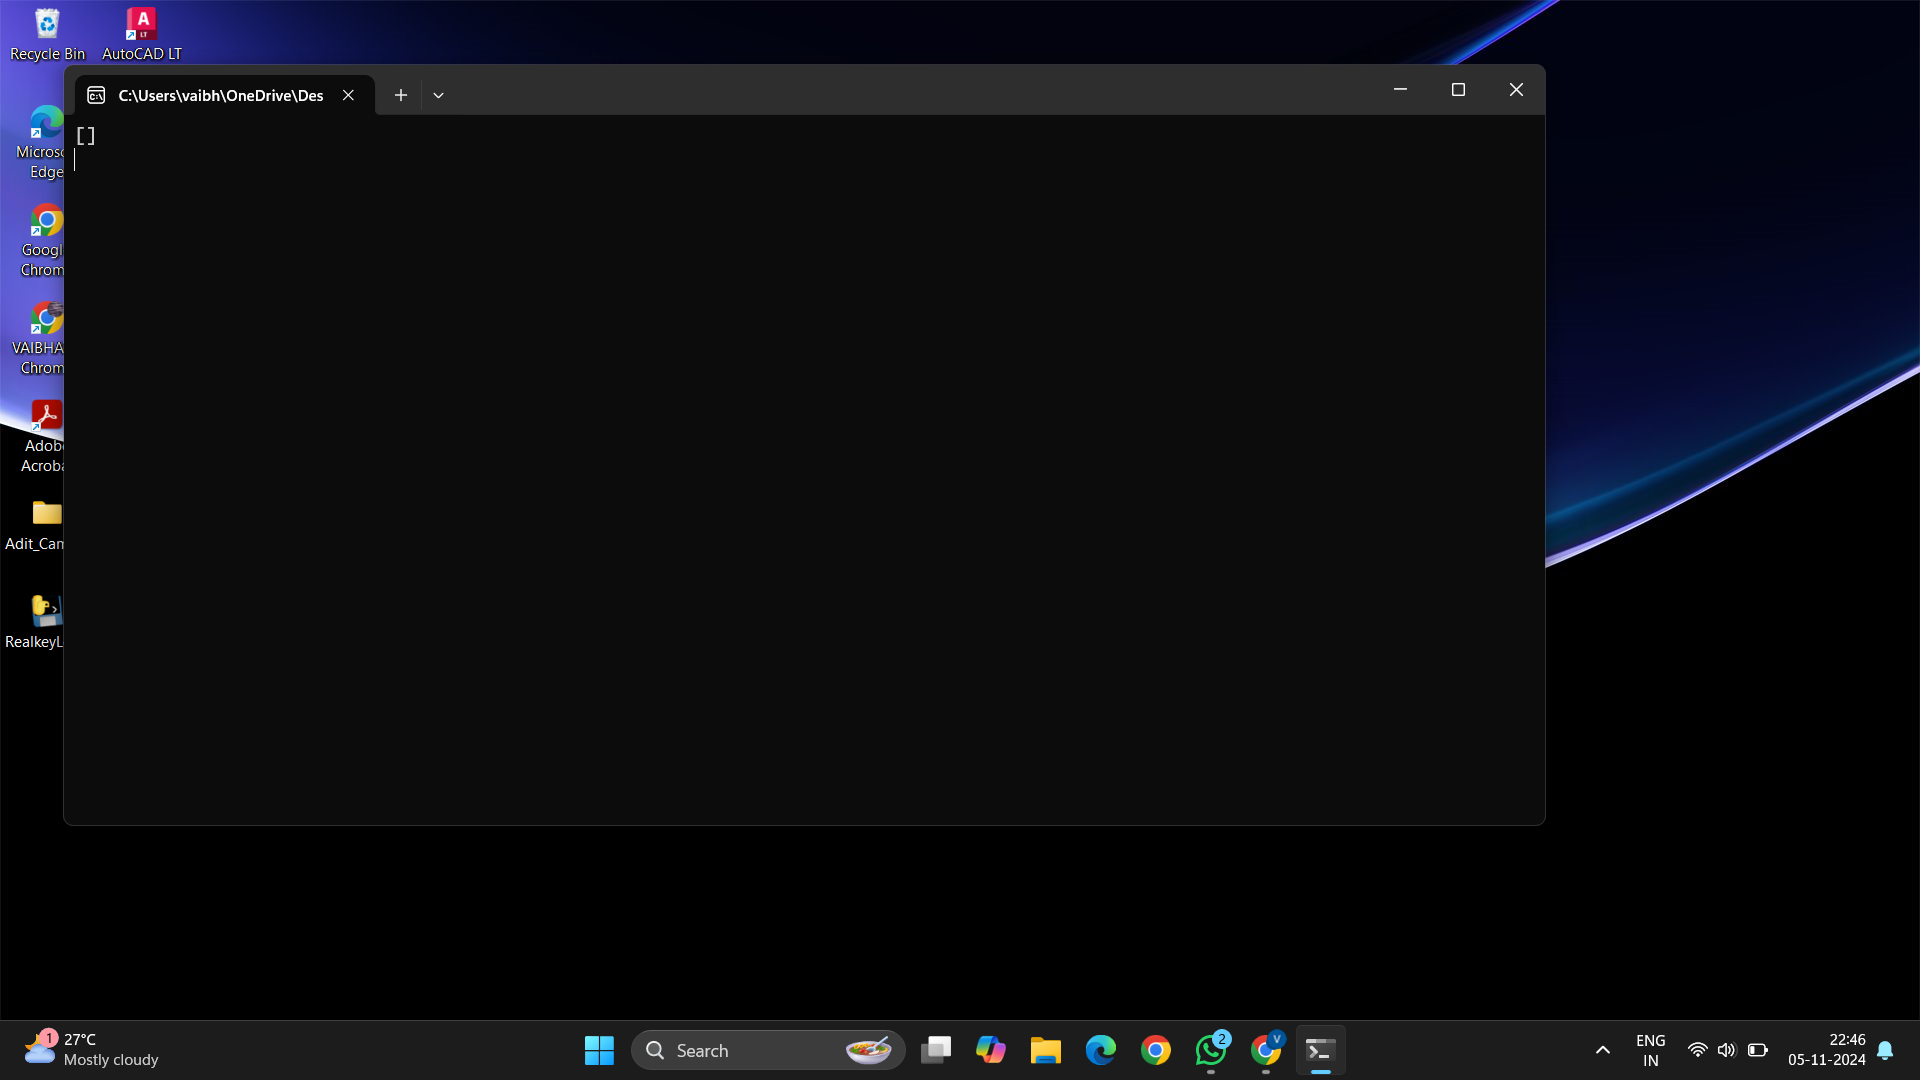 Recycle Bin
AutoCAD LT
C:\Users\vaibh\OneDrive\Des
[]
Microso
Edge
Googl
Chrom
VAIBHA
Chrom
Adob
Acroba
Adit_Can
RealkeyL
1
27°C
Mostly cloudy
Search
2
V
ENG
IN
22:46
05-11-2024